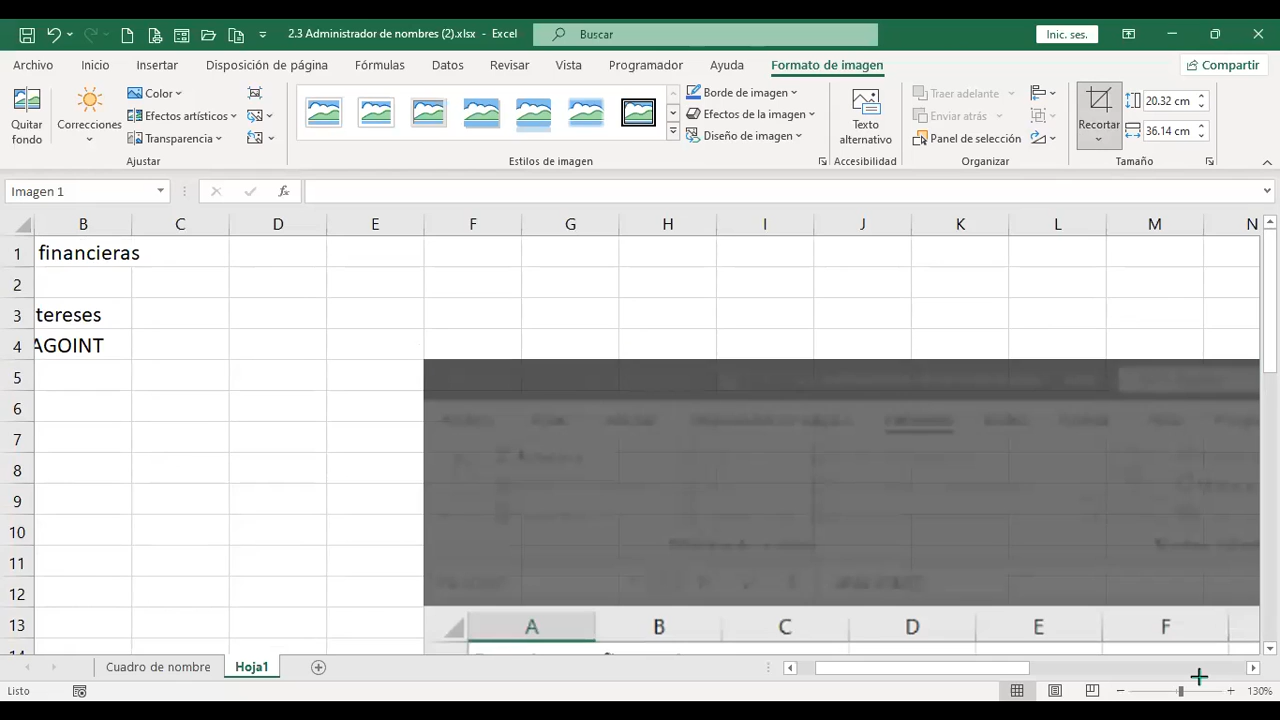 2.3 Administrador de nombres (2).xlsx - Excel
Buscar
Inic. ses.
Archivo Inicio Insertar Disposición de página Fórmulas Datos Revisar Vista Programador Ayuda Formato de imagen Compartir
Quitar fondo
Correcciones
Color
Efectos artísticos
Transparencia
Ajustar
Estilos de imagen
Borde de imagen
Efectos de la imagen
Diseño de imagen
Texto alternativo
Accesibilidad
Traer adelante
Enviar atrás
Panel de selección
Organizar
Recortar
20.32 cm
36.14 cm
Tamaño
Imagen 1
fx
B C D E F G H I J K L M N
1 financieras
2
3 tereses
4 AGOINT
5
6
7
8
9
10
11
12
13
A B C D E F
Cuadro de nombre Hoja1
Listo
130%